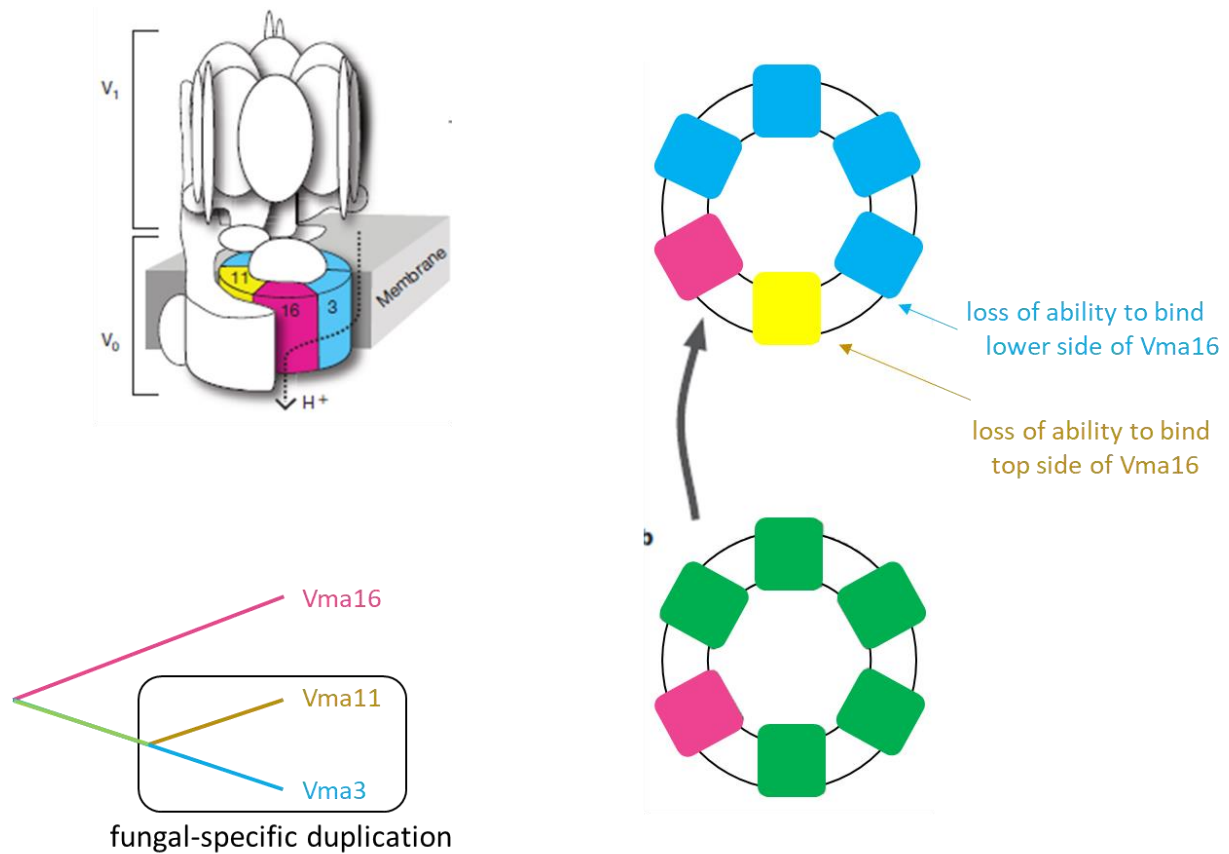 V1
V0
11
16
3
Membrane
H+
loss of ability to bind
lower side of Vma16
loss of ability to bind
top side of Vma16
b
Vma16
Vma11
Vma3
fungal-specific duplication